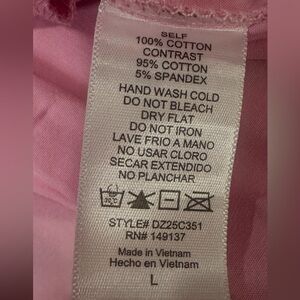 SELF
100% COTTON
CONTRAST
95% COTTON
5% SPANDEX
HAND WASH COLD
DO NOT BLEACH
DRY FLAT
DO NOT IRON
LAVE FRIO A MANO
NO USAR CLORO
SECAR EXTENDIDO
NO PLANCHAR
STYLE# DZ25C351
RN# 149137
Made in Vietnam
Hecho en Vietnam
L